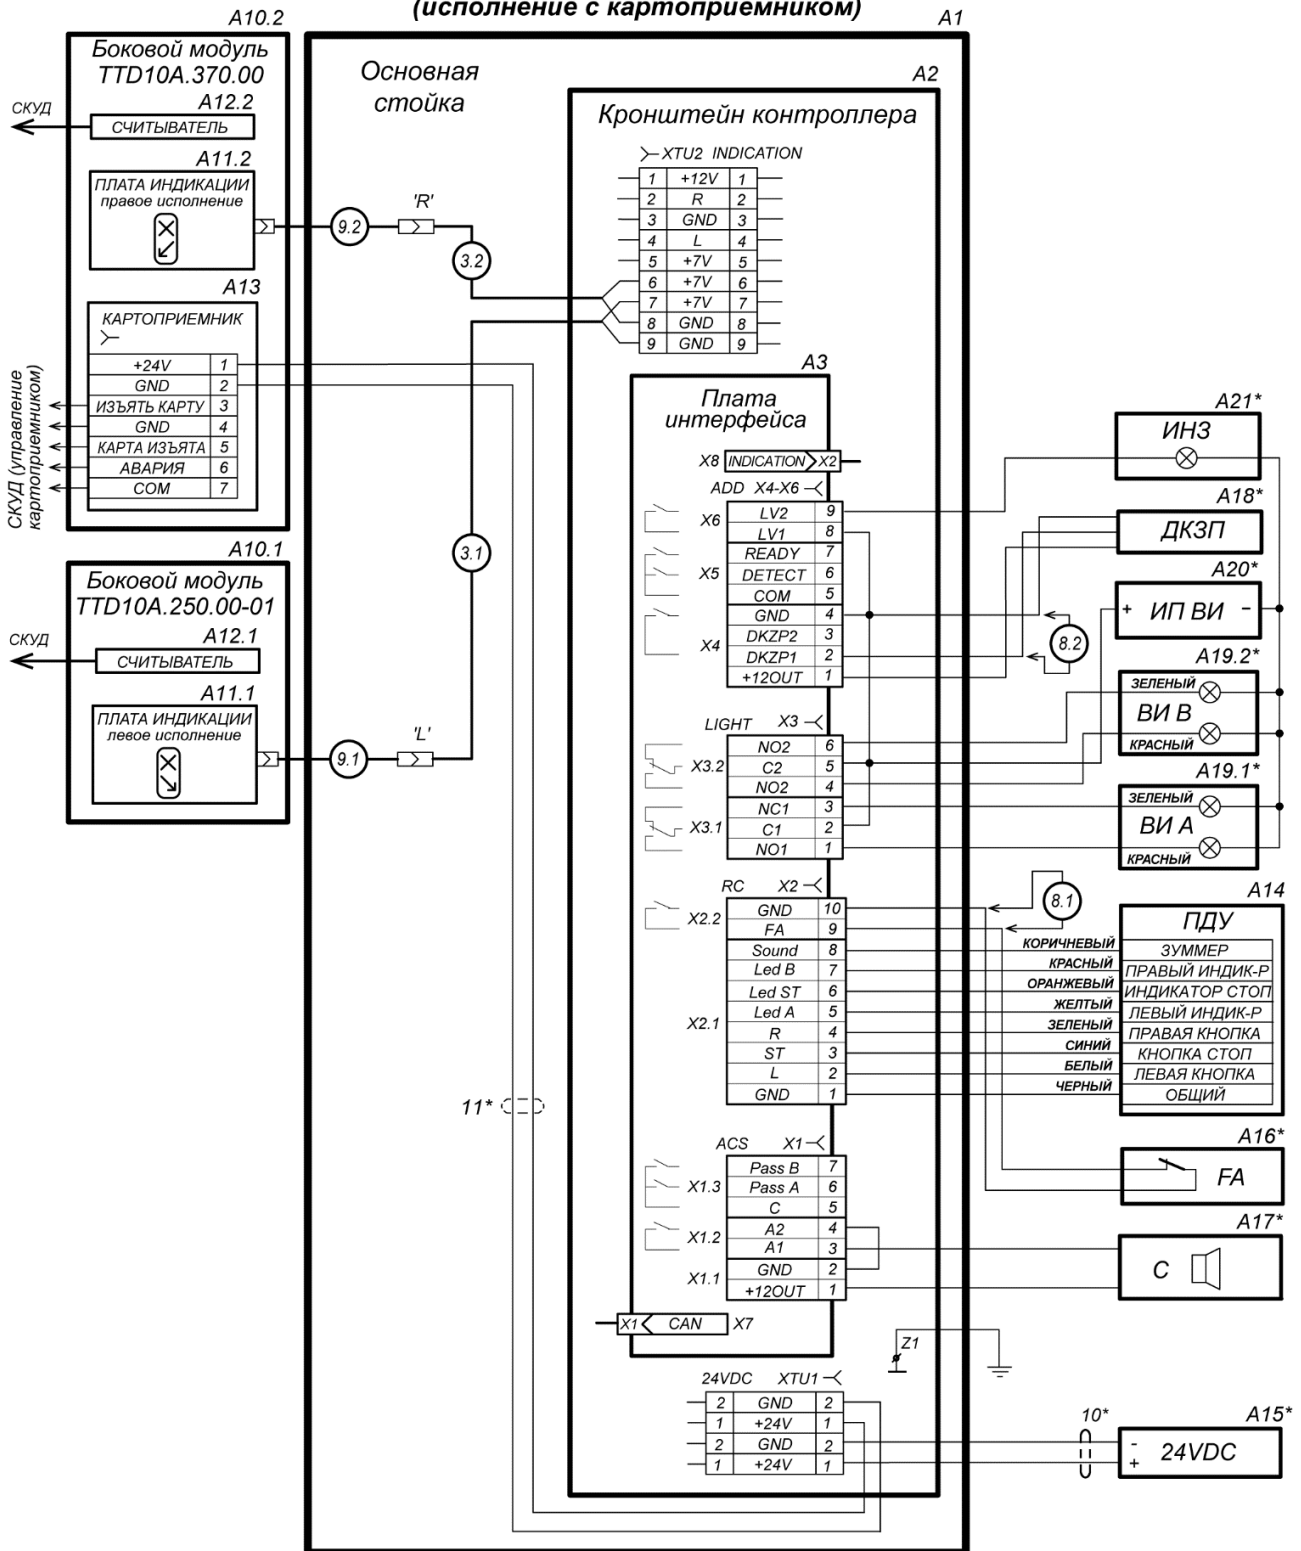 (исполнение с картоприемником)
A10.2
A1
Боковой модуль
TTD10A.370.00
СКУД
A12.2
СЧИТЫВАТЕЛЬ
A11.2
ПЛАТА ИНДИКАЦИИ
правое исполнение
A13
КАРТОПРИЕМНИК
+24V 1
GND 2
ИЗЪЯТЬ КАРТУ 3
GND 4
КАРТА ИЗЪЯТА 5
АВАРИЯ 6
COM 7
СКУД (управление
картоприемником)
A10.1
Боковой модуль
TTD10A.250.00-01
СКУД
A12.1
СЧИТЫВАТЕЛЬ
A11.1
ПЛАТА ИНДИКАЦИИ
левое исполнение
Основная
стойка
9.2
'R'
3.2
3.1
9.1
'L'
11*
A2
Кронштейн контроллера
XTU2 INDICATION
1 +12V 1
2 R 2
3 GND 3
4 L 4
5 +7V 5
6 +7V 6
7 +7V 7
8 GND 8
9 GND 9
A3
Плата
интерфейса
X8 INDICATION X2
ADD X4-X6
X6
LV2 9
LV1 8
X5
READY 7
DETECT 6
COM 5
X4
GND 4
DKZP2 3
DKZP1 2
+12OUT 1
LIGHT X3
X3.2
NO2 6
C2 5
NO2 4
X3.1
NC1 3
C1 2
NO1 1
RC X2
X2.2
GND 10
FA 9
X2.1
Sound 8
Led B 7
Led ST 6
Led A 5
R 4
ST 3
L 2
GND 1
ACS X1
X1.3
Pass B 7
Pass A 6
C 5
X1.2
A2 4
A1 3
X1.1
GND 2
+12OUT 1
X1 CAN X7
Z1
24VDC XTU1
2 GND 2
1 +24V 1
2 GND 2
1 +24V 1
A21*
ИНЗ
A18*
ДКЗП
A20*
+ ИП ВИ -
8.2
A19.2*
ЗЕЛЕНЫЙ
ВИ В
КРАСНЫЙ
A19.1*
ЗЕЛЕНЫЙ
ВИ А
КРАСНЫЙ
8.1
A14
ПДУ
КОРИЧНЕВЫЙ ЗУММЕР
КРАСНЫЙ ПРАВЫЙ ИНДИК-Р
ОРАНЖЕВЫЙ ИНДИКАТОР СТОП
ЖЕЛТЫЙ ЛЕВЫЙ ИНДИК-Р
ЗЕЛЕНЫЙ ПРАВАЯ КНОПКА
СИНИЙ КНОПКА СТОП
БЕЛЫЙ ЛЕВАЯ КНОПКА
ЧЕРНЫЙ ОБЩИЙ
A16*
FA
A17*
C
10*
A15*
-
24VDC
+